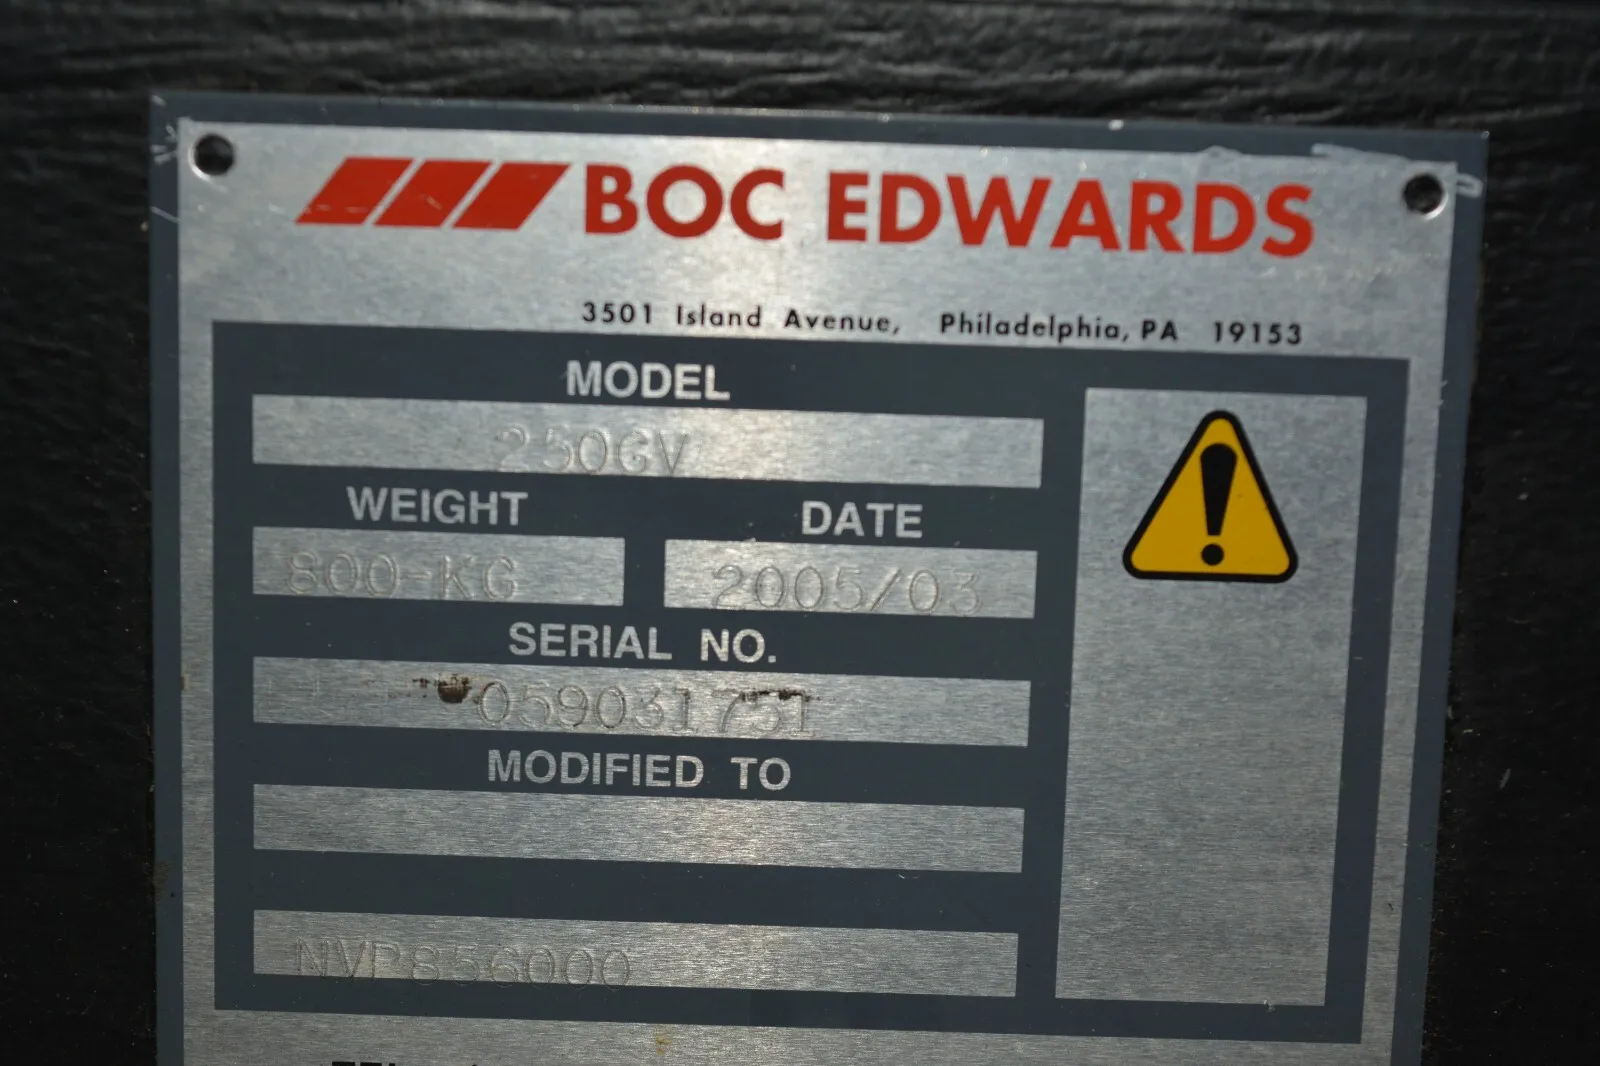 BOC EDWARDS
3501 Island Avenue, Philadelphia, PA 19153
MODEL
250GV
WEIGHT DATE
800-KG 2005/03
SERIAL NO.
059031751
MODIFIED TO
NVP856000